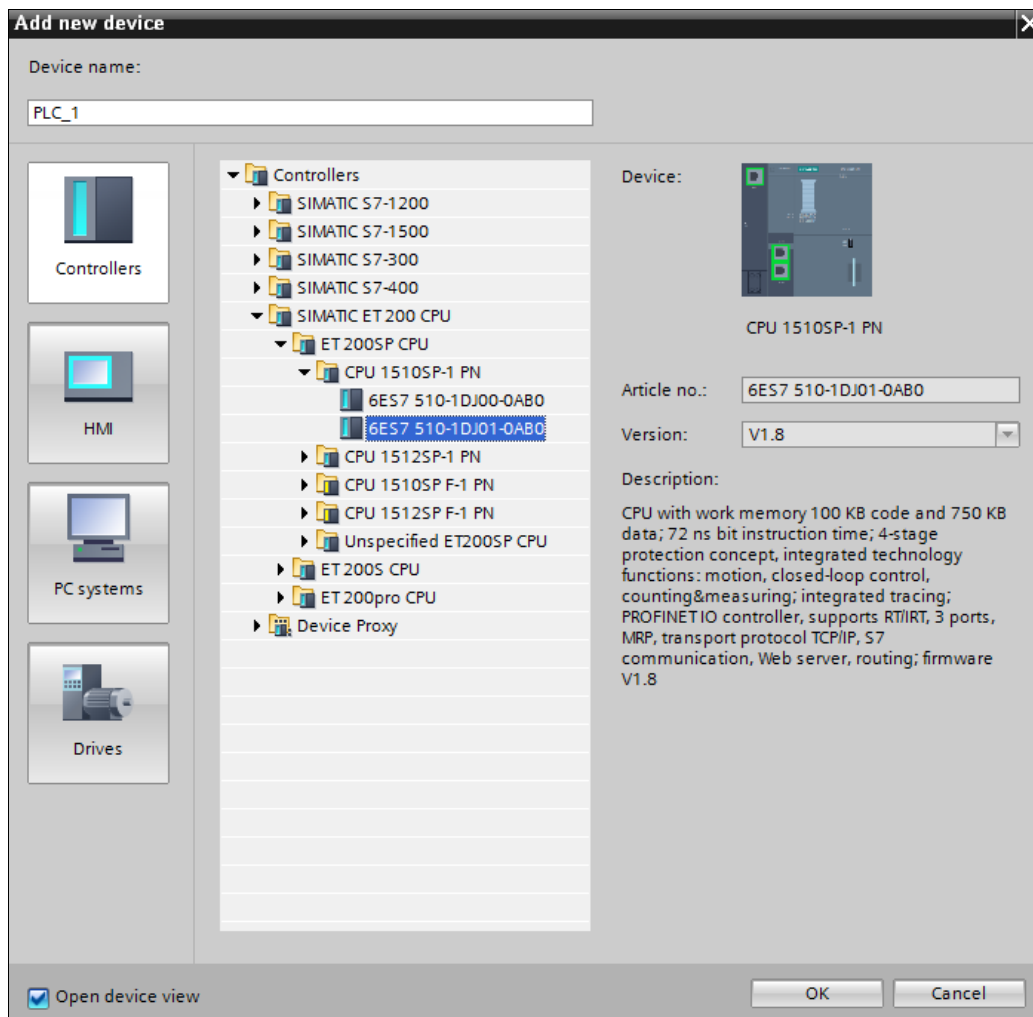 Add new device
Device name:
PLC_1
Controllers
HMI
PC systems
Drives
Controllers
SIMATIC S7-1200
SIMATIC S7-1500
SIMATIC S7-300
SIMATIC S7-400
SIMATIC ET 200 CPU
ET 200SP CPU
CPU 1510SP-1 PN
6ES7 510-1DJ00-0AB0
6ES7 510-1DJ01-0AB0
CPU 1512SP-1 PN
CPU 1510SP F-1 PN
CPU 1512SP F-1 PN
Unspecified ET200SP CPU
ET 200S CPU
ET 200pro CPU
Device Proxy
Device:
CPU 1510SP-1 PN
Article no.: 6ES7 510-1DJ01-0AB0
Version: V1.8
Description:
CPU with work memory 100 KB code and 750 KB
data; 72 ns bit instruction time; 4-stage
protection concept, integrated technology
functions: motion, closed-loop control,
counting&measuring; integrated tracing;
PROFINET IO controller, supports RT/IRT, 3 ports,
MRP, transport protocol TCP/IP, S7
communication, Web server, routing; firmware
V1.8
Open device view
OK
Cancel